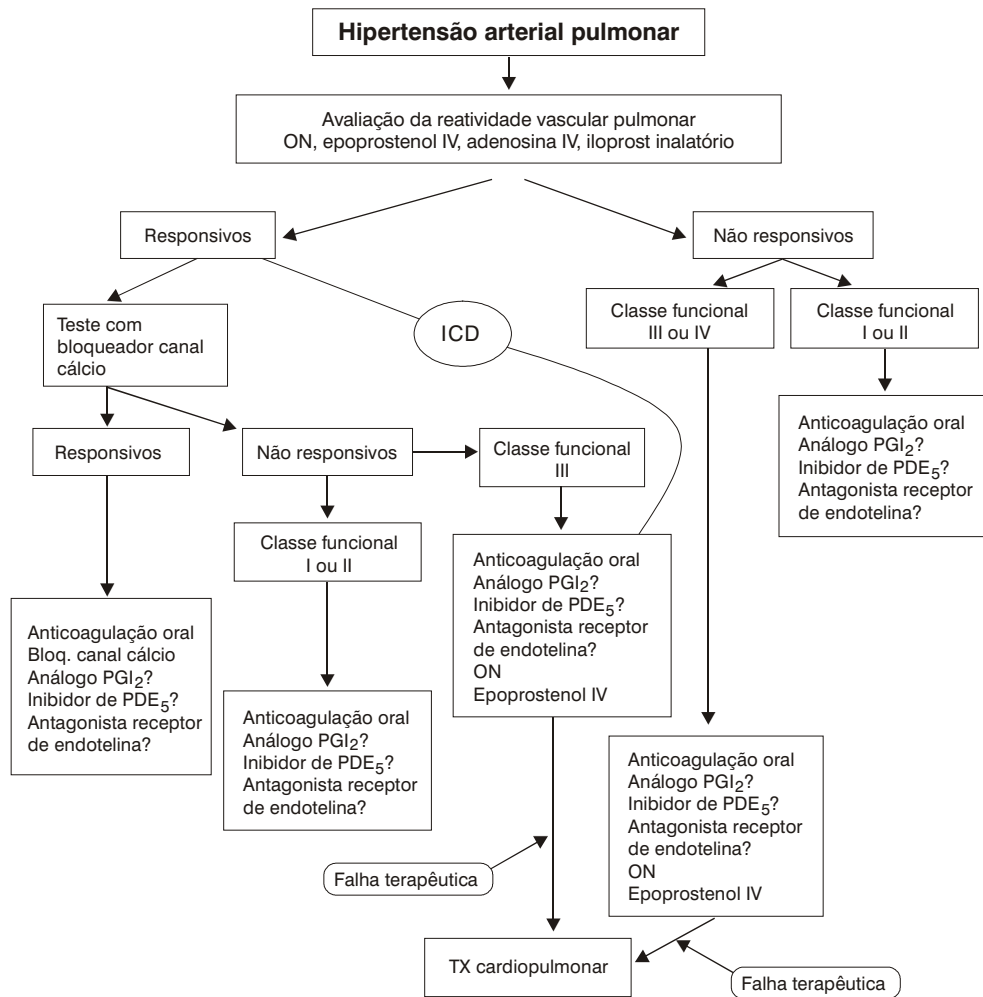 Hipertensão arterial pulmonar
Avaliação da reatividade vascular pulmonar
ON, epoprostenol IV, adenosina IV, iloprost inalatório
Responsivos
Não responsivos
Teste com
bloqueador canal
cálcio
ICD
Classe funcional
III ou IV
Classe funcional
I ou II
Responsivos
Não responsivos
Classe funcional
III
Anticoagulação oral
Análogo PGI₂?
Inibidor de PDE₅?
Antagonista receptor
de endotelina?
Classe funcional
I ou II
Anticoagulação oral
Análogo PGI₂?
Inibidor de PDE₅?
Antagonista receptor
de endotelina?
ON
Epoprostenol IV
Anticoagulação oral
Bloq. canal cálcio
Análogo PGI₂?
Inibidor de PDE₅?
Antagonista receptor
de endotelina?
Anticoagulação oral
Análogo PGI₂?
Inibidor de PDE₅?
Antagonista receptor
de endotelina?
Anticoagulação oral
Análogo PGI₂?
Inibidor de PDE₅?
Antagonista receptor
de endotelina?
ON
Epoprostenol IV
Falha terapêutica
TX cardiopulmonar
Falha terapêutica